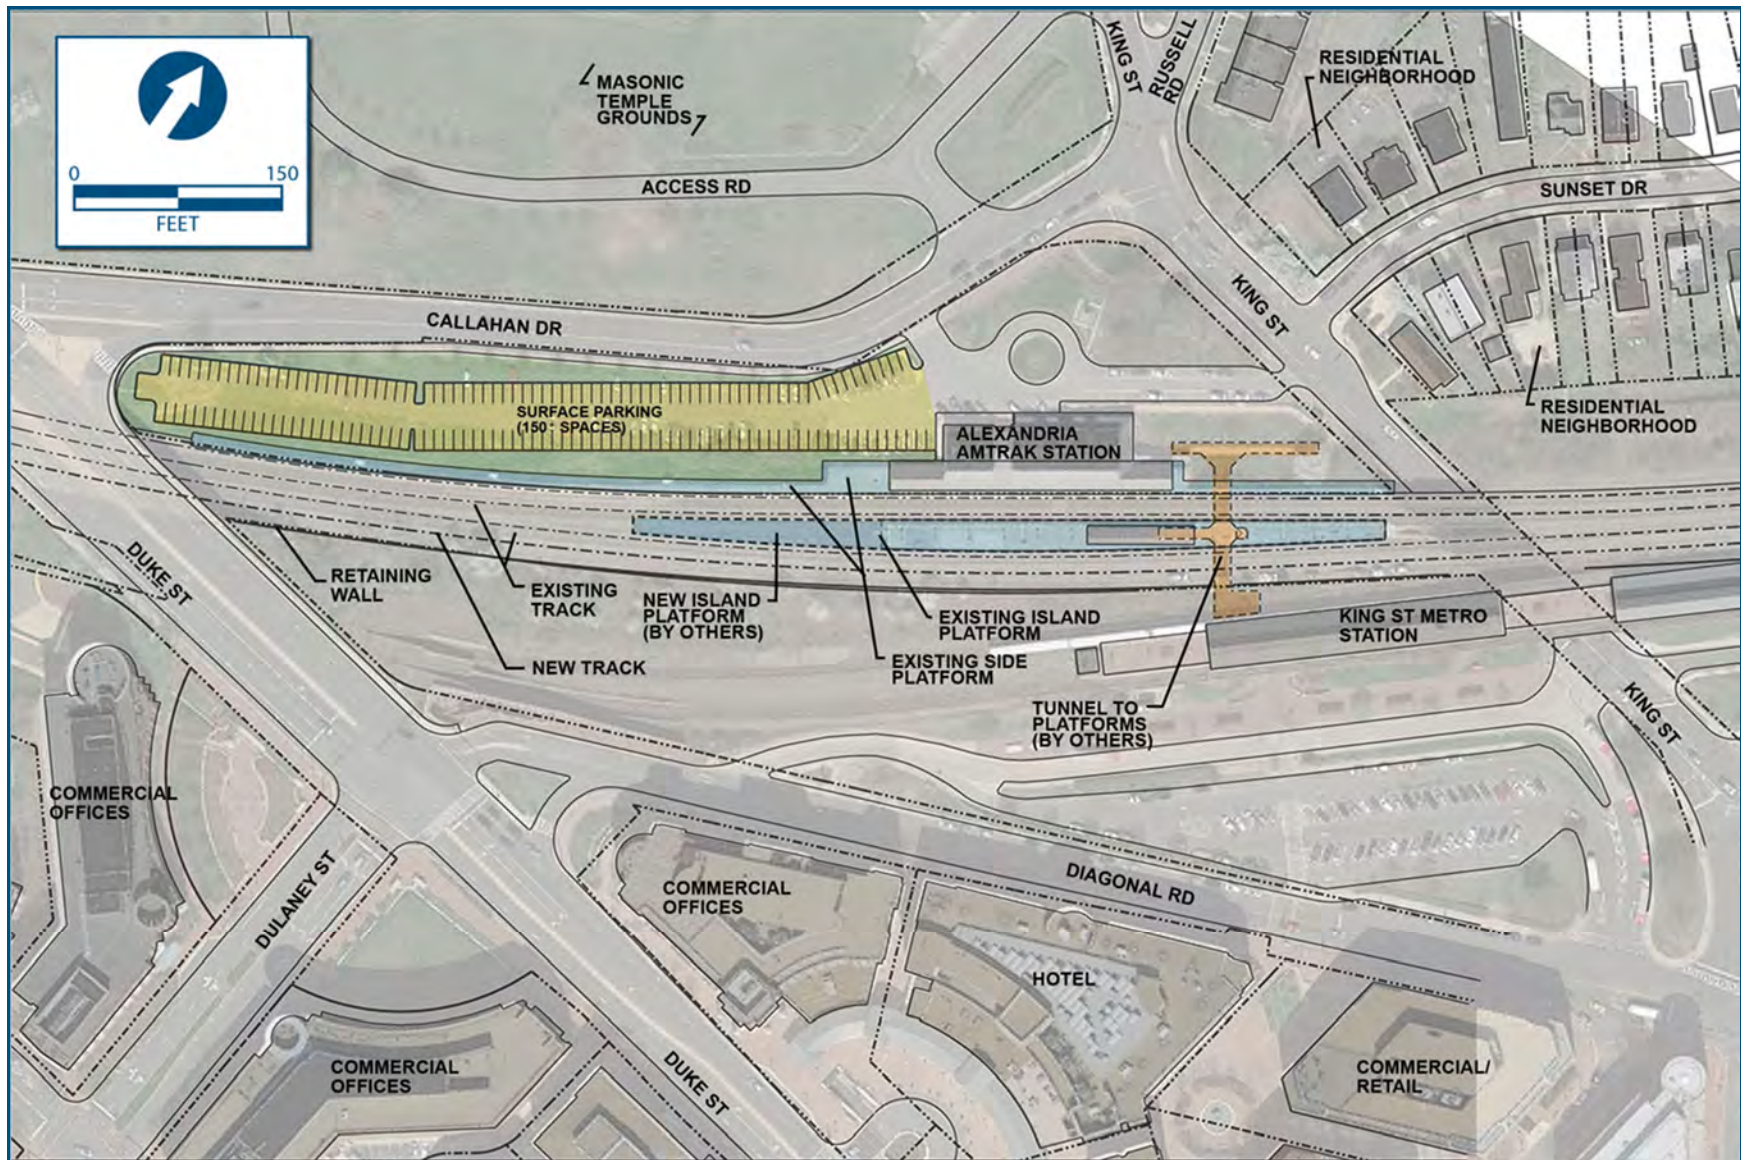 KING ST
RUSSELL
RD
RESIDENTIAL
NEIGHBORHOOD
MASONIC
TEMPLE
GROUNDS
0 150
FEET
ACCESS RD
SUNSET DR
KING ST
CALLAHAN DR
SURFACE PARKING
(150± SPACES)
ALEXANDRIA
AMTRAK STATION
RESIDENTIAL
NEIGHBORHOOD
DUKE ST
RETAINING
WALL
EXISTING
TRACK
NEW ISLAND
PLATFORM
(BY OTHERS)
EXISTING ISLAND
PLATFORM
KING ST METRO
STATION
NEW TRACK
EXISTING SIDE
PLATFORM
TUNNEL TO
PLATFORMS
(BY OTHERS)
KING ST
COMMERCIAL
OFFICES
DULANEY ST
COMMERCIAL
OFFICES
DIAGONAL RD
HOTEL
COMMERCIAL
OFFICES
DUKE ST
COMMERCIAL/
RETAIL